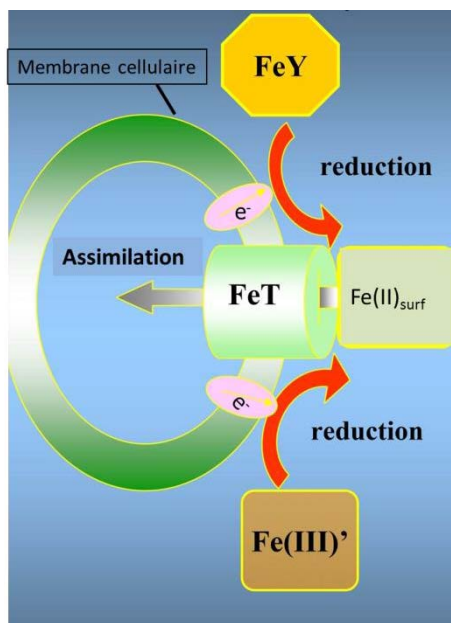 FeY
Membrane cellulaire
reduction
e-
Assimilation
FeT
Fe(II)surf
e-
reduction
Fe(III)’